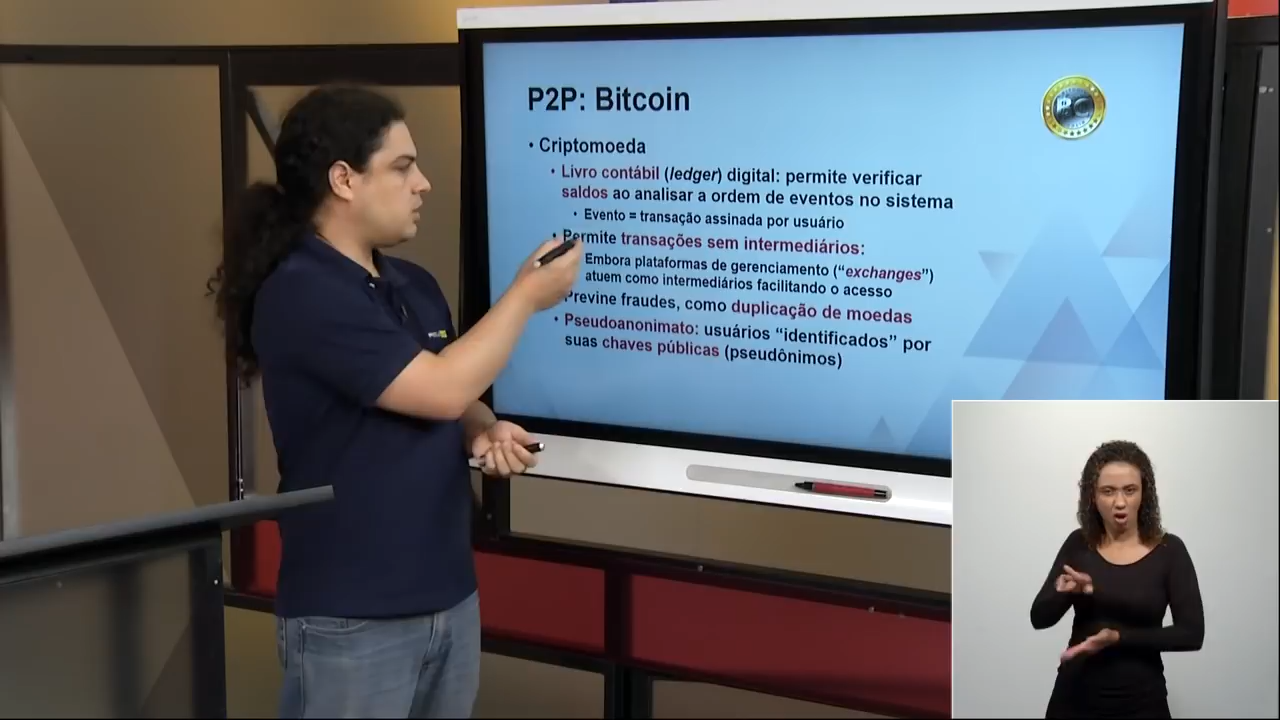 P2P: Bitcoin
• Criptomoeda
• Livro contábil (ledger) digital: permite verificar
saldos ao analisar a ordem de eventos no sistema
• Evento = transação assinada por usuário
• Permite transações sem intermediários:
Embora plataformas de gerenciamento (“exchanges”)
atuem como intermediários facilitando o acesso
Previne fraudes, como duplicação de moedas
• Pseudoanonimato: usuários “identificados” por
suas chaves públicas (pseudônimos)